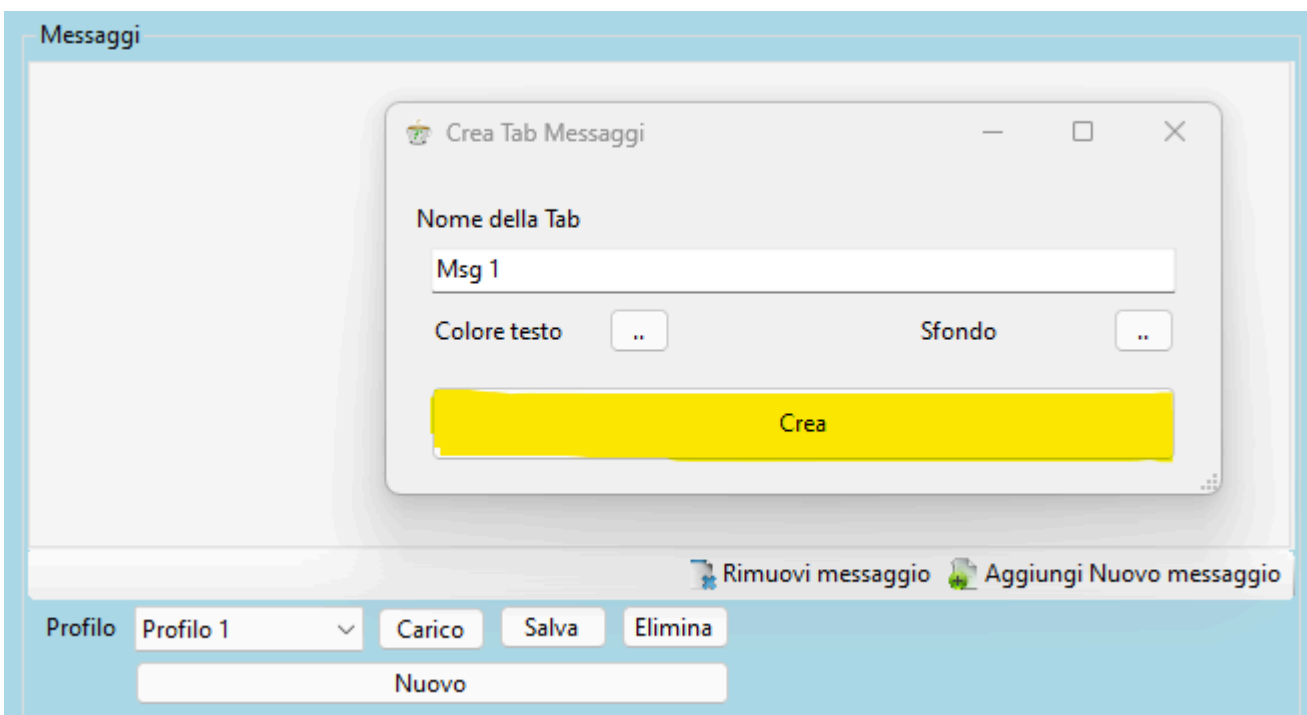 Messaggi
Crea Tab Messaggi
Nome della Tab
Msg 1
Colore testo .. Sfondo ..
Crea
Rimuovi messaggio Aggiungi Nuovo messaggio
Profilo Profilo 1 Carico Salva Elimina
Nuovo